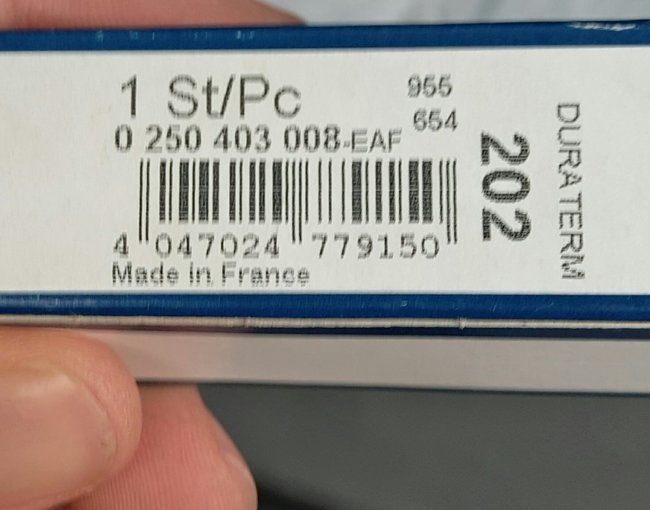 1 St/Pc
955
654
0 250 403 008-EAF
4 047024 779150
Made in France
202
DURATERM